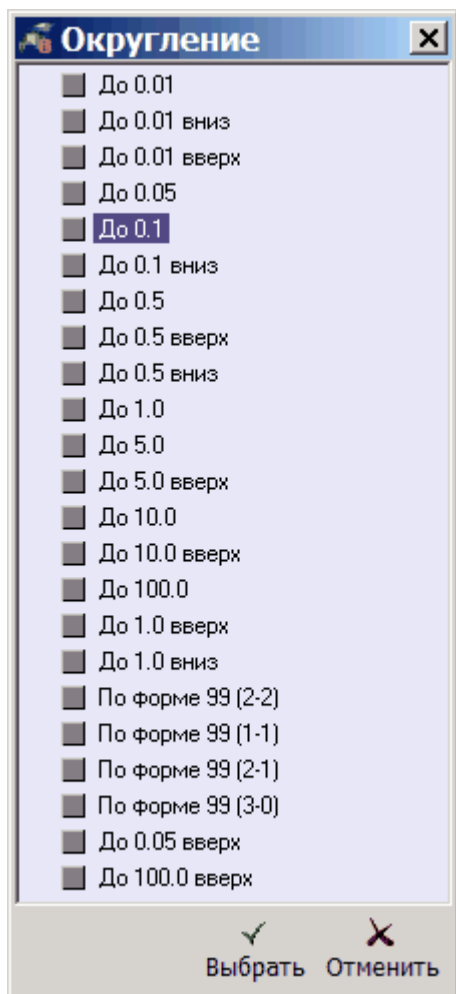 Округление
До 0.01
До 0.01 вниз
До 0.01 вверх
До 0.05
До 0.1
До 0.1 вниз
До 0.5
До 0.5 вверх
До 0.5 вниз
До 1.0
До 5.0
До 5.0 вверх
До 10.0
До 10.0 вверх
До 100.0
До 1.0 вверх
До 1.0 вниз
По форме 99 (2-2)
По форме 99 (1-1)
По форме 99 (2-1)
По форме 99 (3-0)
До 0.05 вверх
До 100.0 вверх
Выбрать Отменить